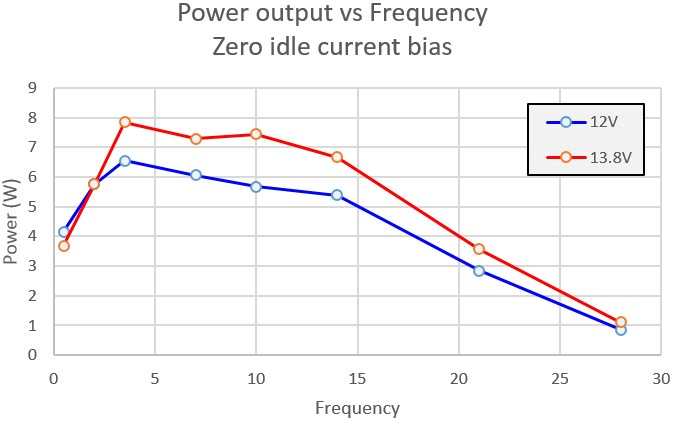 Power output vs Frequency
Zero idle current bias
9
8
7
6
5
4
3
2
1
0
Power (W)
12V
13.8V
0 5 10 15 20 25 30
Frequency